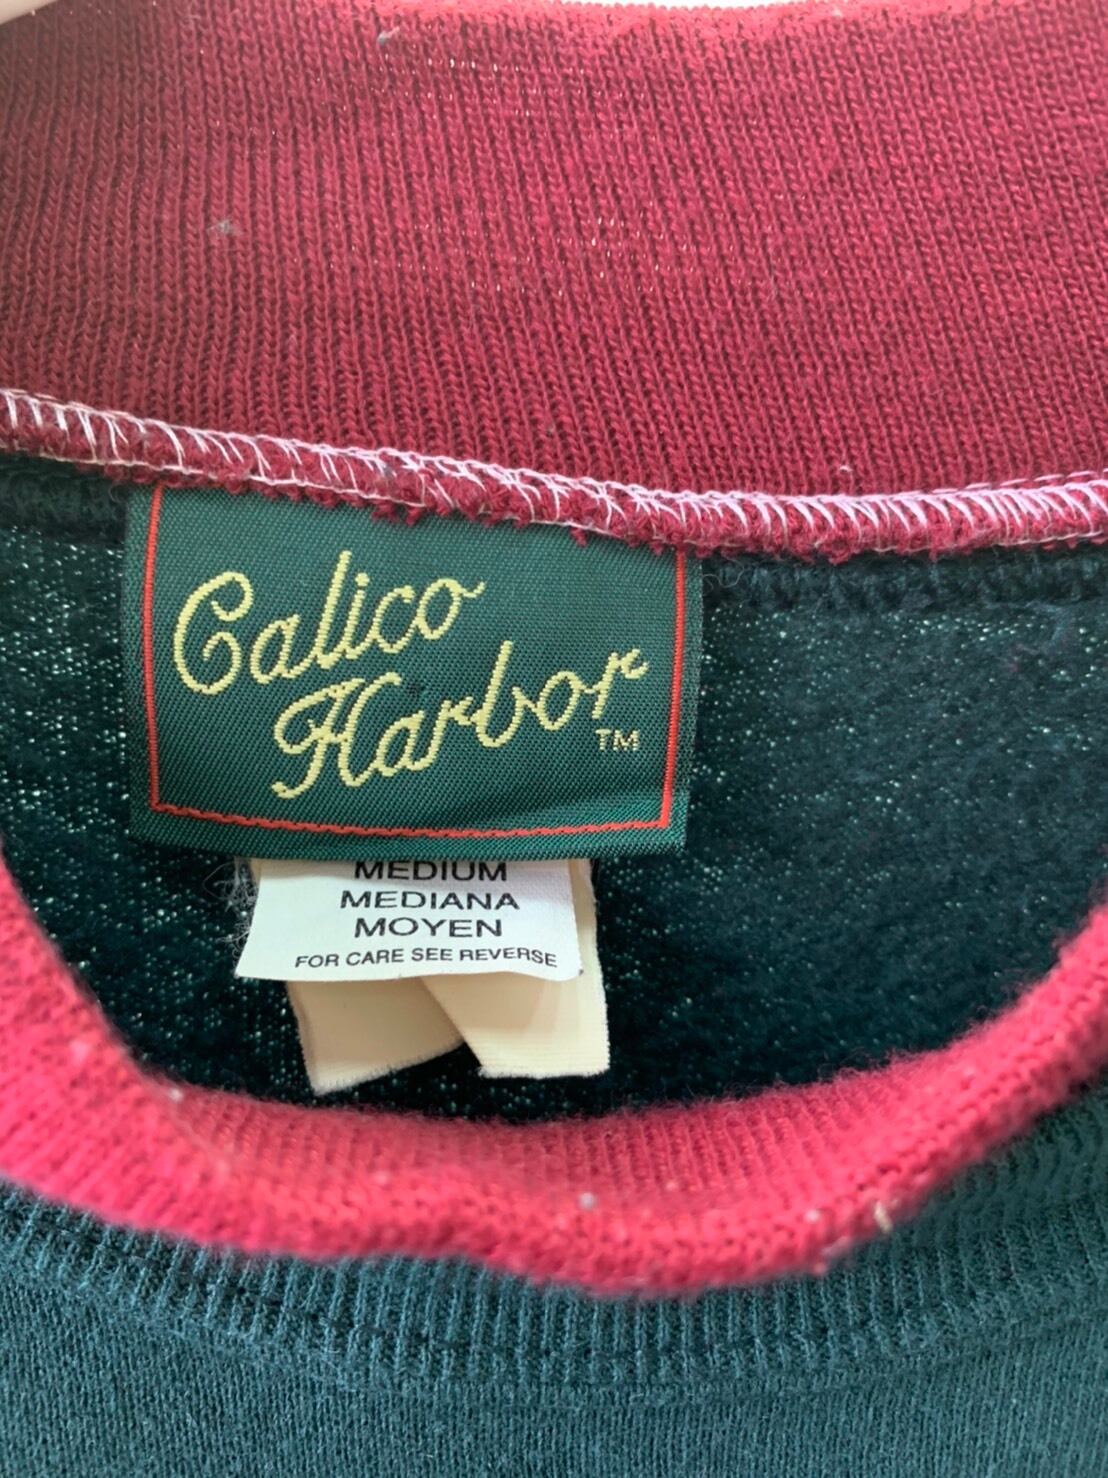 Calico
Harbor
TM
MEDIUM
MEDIANA
MOYEN
FOR CARE SEE REVERSE